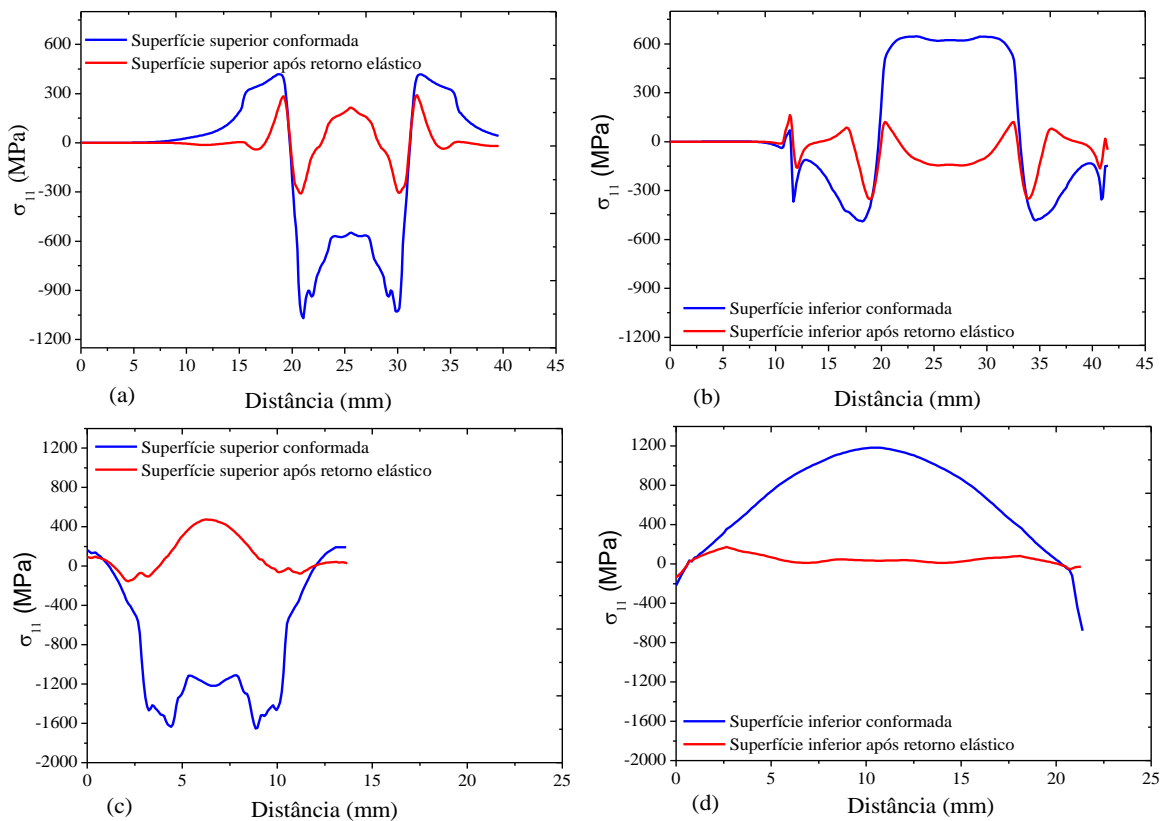 Superfície superior conformada
Superfície superior após retorno elástico
600
300
0
-300
-600
-900
-1200
σ11 (MPa)
0 5 10 15 20 25 30 35 40 45
(a)
Distância (mm)
600
300
0
-300
-600
-900
-1200
σ11 (MPa)
Superfície inferior conformada
Superfície inferior após retorno elástico
0 5 10 15 20 25 30 35 40 45
(b)
Distância (mm)
Superfície superior conformada
Superfície superior após retorno elástico
1200
800
400
0
-400
-800
-1200
-1600
-2000
σ11 (MPa)
0 5 10 15 20 25
(c)
Distância (mm)
1200
800
400
0
-400
-800
-1200
-1600
-2000
σ11 (MPa)
Superfície inferior conformada
Superfície inferior após retorno elástico
0 5 10 15 20 25
(d)
Distância (mm)